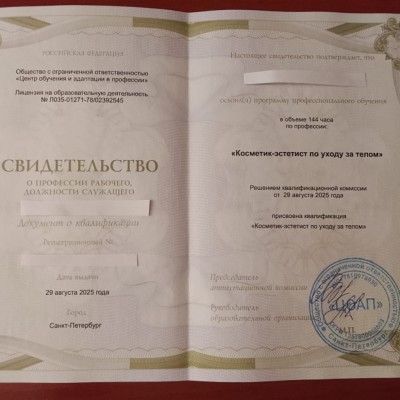 РОССИЙСКАЯ ФЕДЕРАЦИЯ
Общество с ограниченной ответственностью
«Центр обучения и адаптации в профессии»
Лицензия на образовательную деятельность
№ Л035-01271-78/02392545
СВИДЕТЕЛЬСТВО
О ПРОФЕССИИ РАБОЧЕГО,
ДОЛЖНОСТИ СЛУЖАЩЕГО
Документ о квалификации
Регистрационный №
Дата выдачи
29 августа 2025 года
Город
Санкт-Петербург
Настоящее свидетельство подтверждает, что
освоил(а) программу профессионального обучения
в объеме 144 часа
по профессии:
«Косметик-эстетист по уходу за телом»
Решением квалификационной комиссии
от 29 августа 2025 года
присвоена квалификация
«Косметик-эстетист по уходу за телом»
Председатель
аттестационной комиссии
Руководитель
образовательной организации
М.П.
«ЦОАП»
Санкт-Петербург